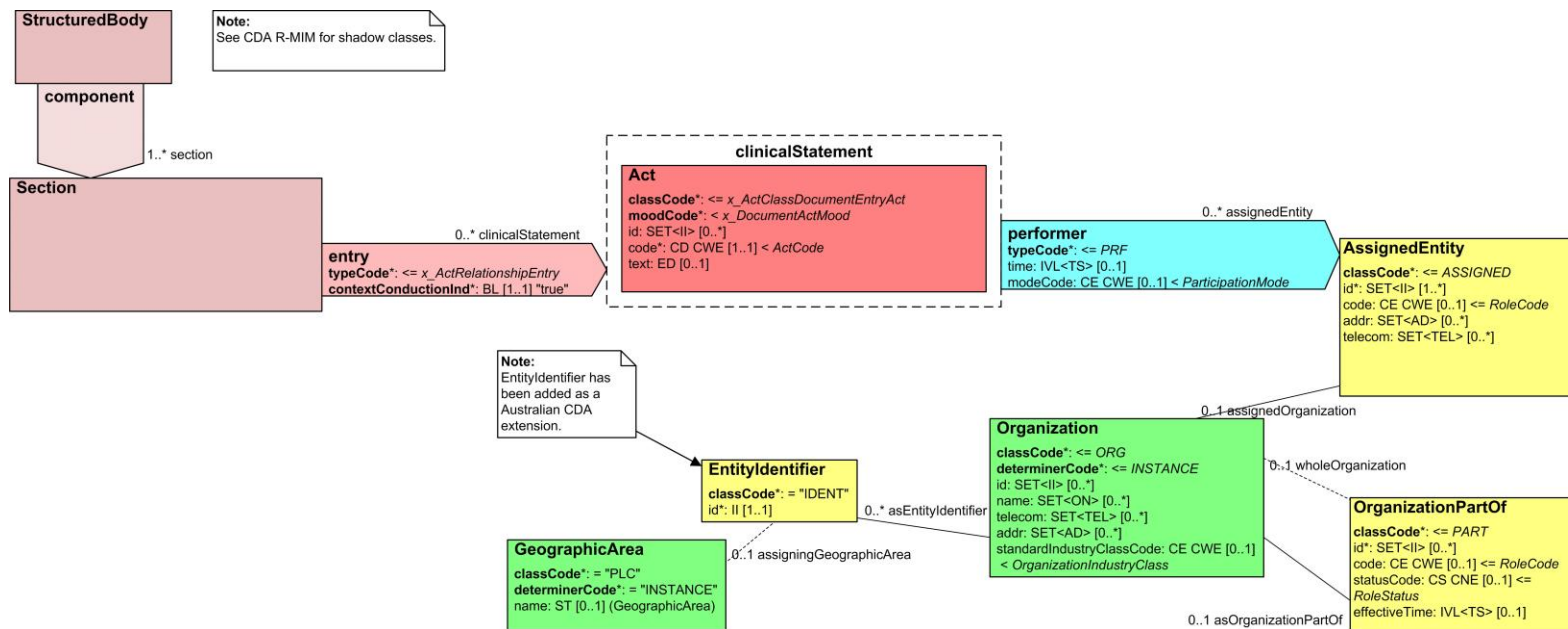 StructuredBody
Note:
See CDA R-MIM for shadow classes.
component
1..* section
Section
clinicalStatement
Act
classCode*: <= x_ActClassDocumentEntryAct
moodCode*: < x_DocumentActMood
id: SET<II> [0..*]
code*: CD CWE [1..1] < ActCode
text: ED [0..1]
0..* clinicalStatement
entry
typeCode*: <= x_ActRelationshipEntry
contextConductionInd*: BL [1..1] "true"
0..* assignedEntity
performer
typeCode*: <= PRF
time: IVL<TS> [0..1]
modeCode: CE CWE [0..1] < ParticipationMode
AssignedEntity
classCode*: <= ASSIGNED
id*: SET<II> [1..*]
code: CE CWE [0..1] <= RoleCode
addr: SET<AD> [0..*]
telecom: SET<TEL> [0..*]
Note:
EntityIdentifier has
been added as a
Australian CDA
extension.
0..1 assignedOrganization
Organization
classCode*: <= ORG
determinerCode*: <= INSTANCE
id: SET<II> [0..*]
name: SET<ON> [0..*]
telecom: SET<TEL> [0..*]
addr: SET<AD> [0..*]
standardIndustryClassCode: CE CWE [0..1]
< OrganizationIndustryClass
0..1 wholeOrganization
EntityIdentifier
classCode*: = "IDENT"
id*: II [1..1]
0..* asEntityIdentifier
OrganizationPartOf
classCode*: <= PART
id*: SET<II> [0..*]
code: CE CWE [0..1] <= RoleCode
statusCode: CS CNE [0..1] <=
RoleStatus
effectiveTime: IVL<TS> [0..1]
GeographicArea
classCode*: = "PLC"
determinerCode*: = "INSTANCE"
name: ST [0..1] (GeographicArea)
0..1 assigningGeographicArea
0..1 asOrganizationPartOf